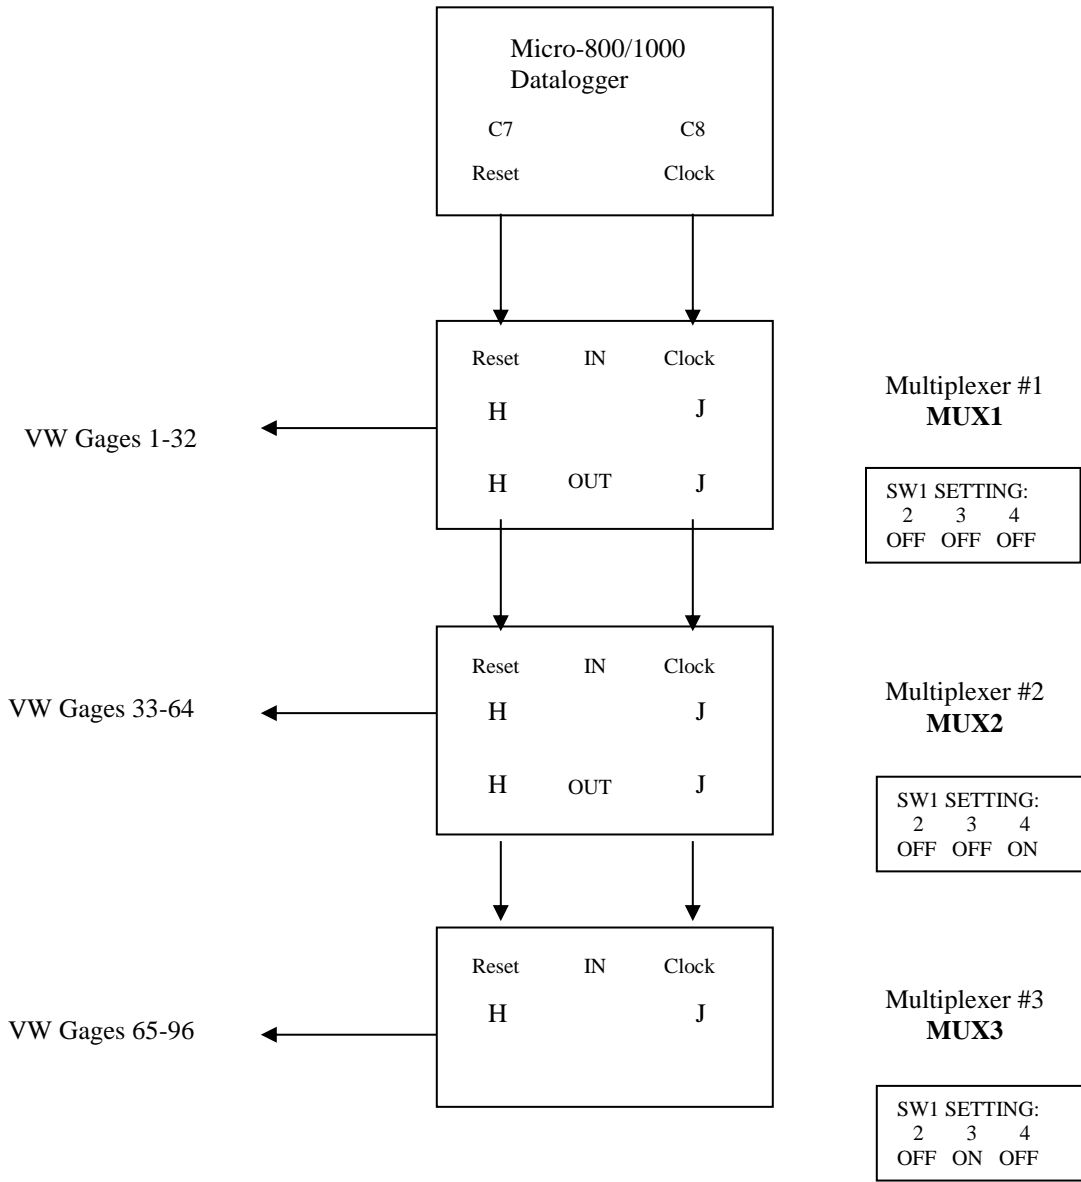 Micro-800/1000
Datalogger
C7 C8
Reset Clock
Reset IN Clock
H J
H OUT J
VW Gages 1-32
Multiplexer #1
MUX1
SW1 SETTING:
2 3 4
OFF OFF OFF
Reset IN Clock
H J
H OUT J
VW Gages 33-64
Multiplexer #2
MUX2
SW1 SETTING:
2 3 4
OFF OFF ON
Reset IN Clock
H J
VW Gages 65-96
Multiplexer #3
MUX3
SW1 SETTING:
2 3 4
OFF ON OFF